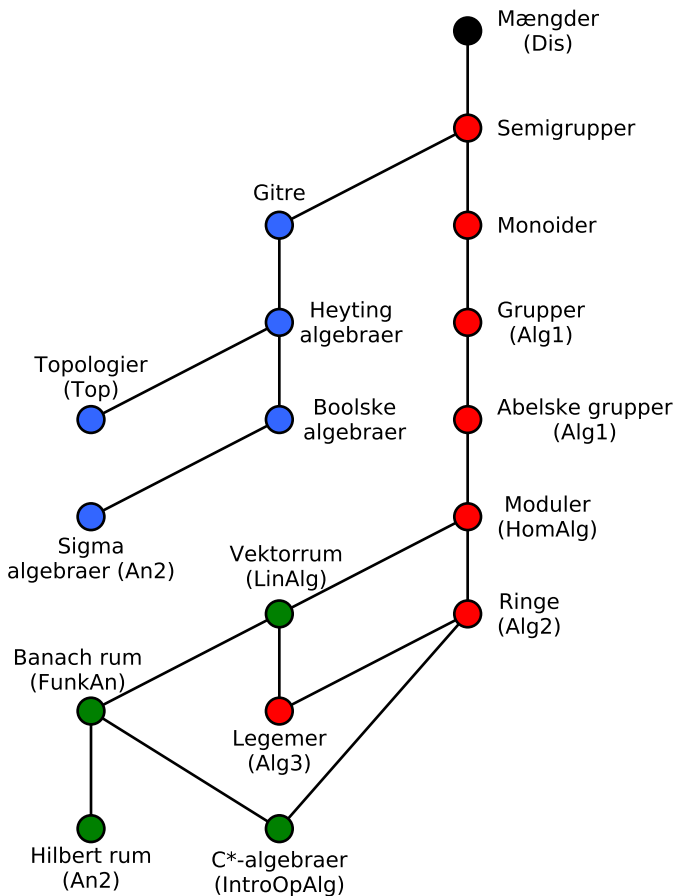 Mængder
(Dis)
Semigrupper
Gitre
Monoider
Heyting
algebraer
Grupper
(Alg1)
Topologier
(Top)
Boolske
algebraer
Abelske grupper
(Alg1)
Sigma
algebraer (An2)
Moduler
(HomAlg)
Vektorrum
(LinAlg)
Ringe
(Alg2)
Banach rum
(FunkAn)
Legemer
(Alg3)
Hilbert rum
(An2)
C*-algebraer
(IntroOpAlg)